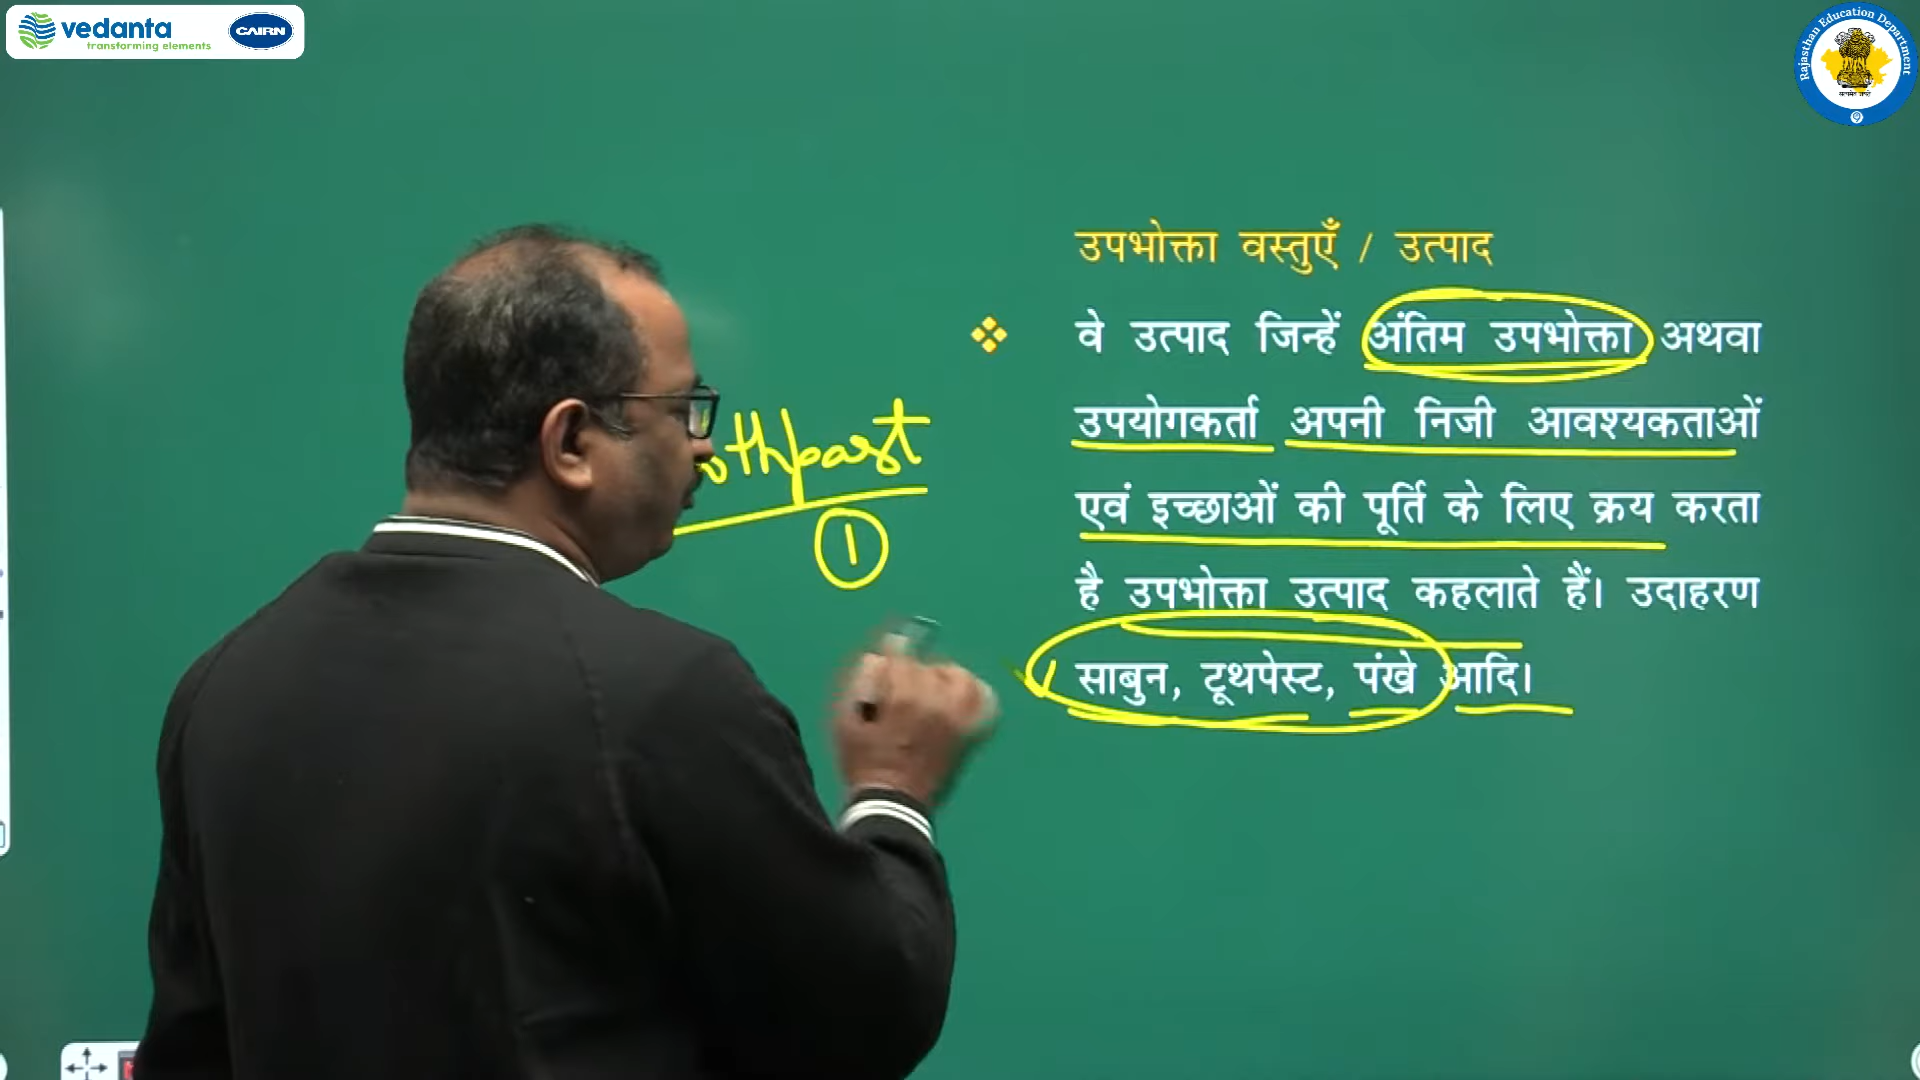 vedanta
transforming elements
CAIRN
Rajasthan Education Department
उपभोक्ता वस्तुएँ / उत्पाद
वे उत्पाद जिन्हें अंतिम उपभोक्ता अथवा
उपयोगकर्ता अपनी निजी आवश्यकताओं
एवं इच्छाओं की पूर्ति के लिए क्रय करता
है उपभोक्ता उत्पाद कहलाते हैं। उदाहरण
साबुन, टूथपेस्ट, पंखे आदि।
othpast
1